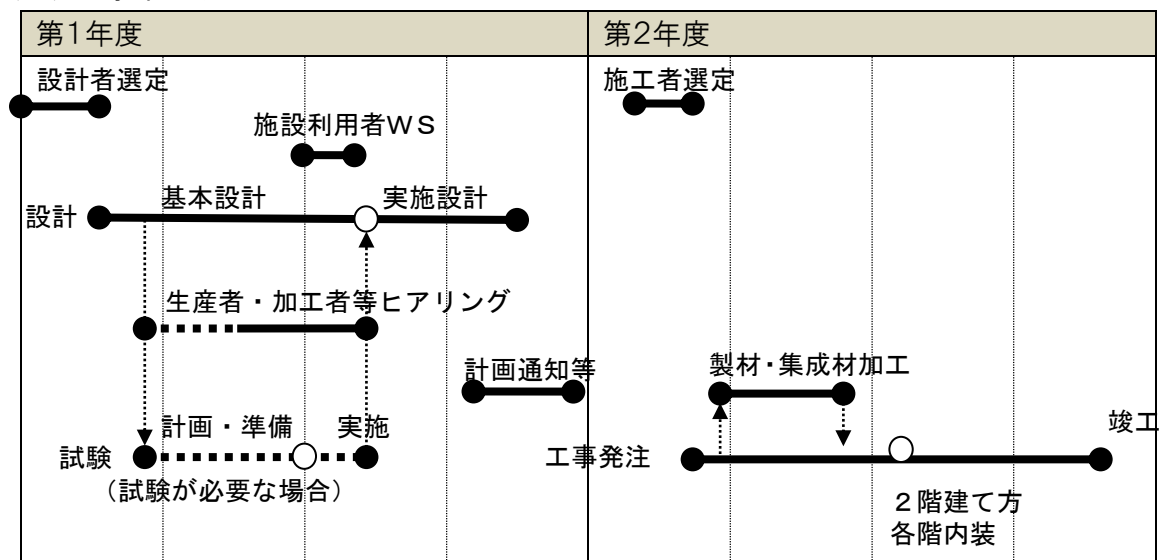 第1年度
第2年度
設計者選定
施工者選定
施設利用者WS
基本設計
実施設計
設計
生産者・加工者等ヒアリング
計画通知等
製材・集成材加工
計画・準備
実施
竣工
試験
工事発注
（試験が必要な場合）
２階建て方
各階内装